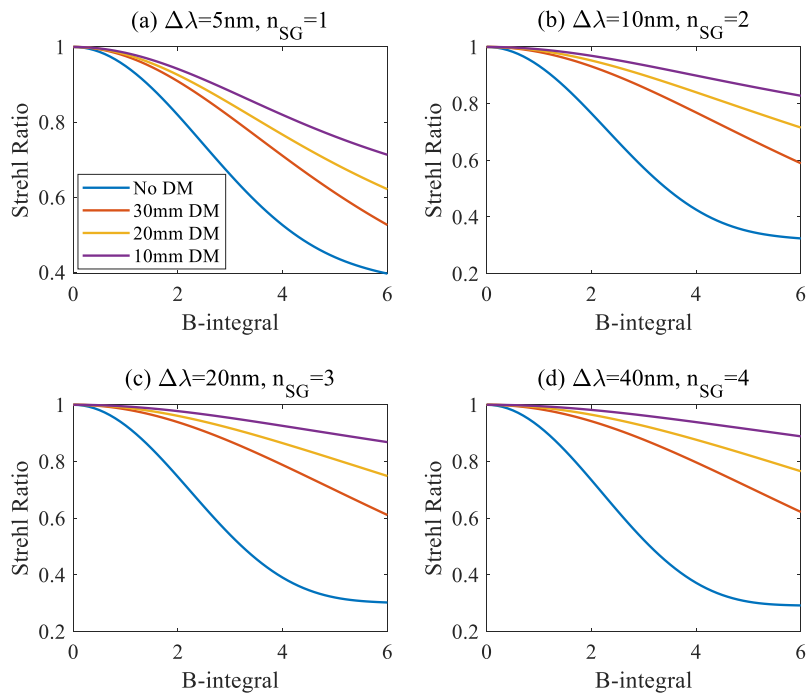 (a) Δλ=5nm, n_SG=1
1
0.8
0.6
0.4
Strehl Ratio
No DM
30mm DM
20mm DM
10mm DM
0 2 4 6
B-integral
(b) Δλ=10nm, n_SG=2
1
0.8
0.6
0.4
0.2
Strehl Ratio
0 2 4 6
B-integral
(c) Δλ=20nm, n_SG=3
1
0.8
0.6
0.4
0.2
Strehl Ratio
0 2 4 6
B-integral
(d) Δλ=40nm, n_SG=4
1
0.8
0.6
0.4
0.2
Strehl Ratio
0 2 4 6
B-integral